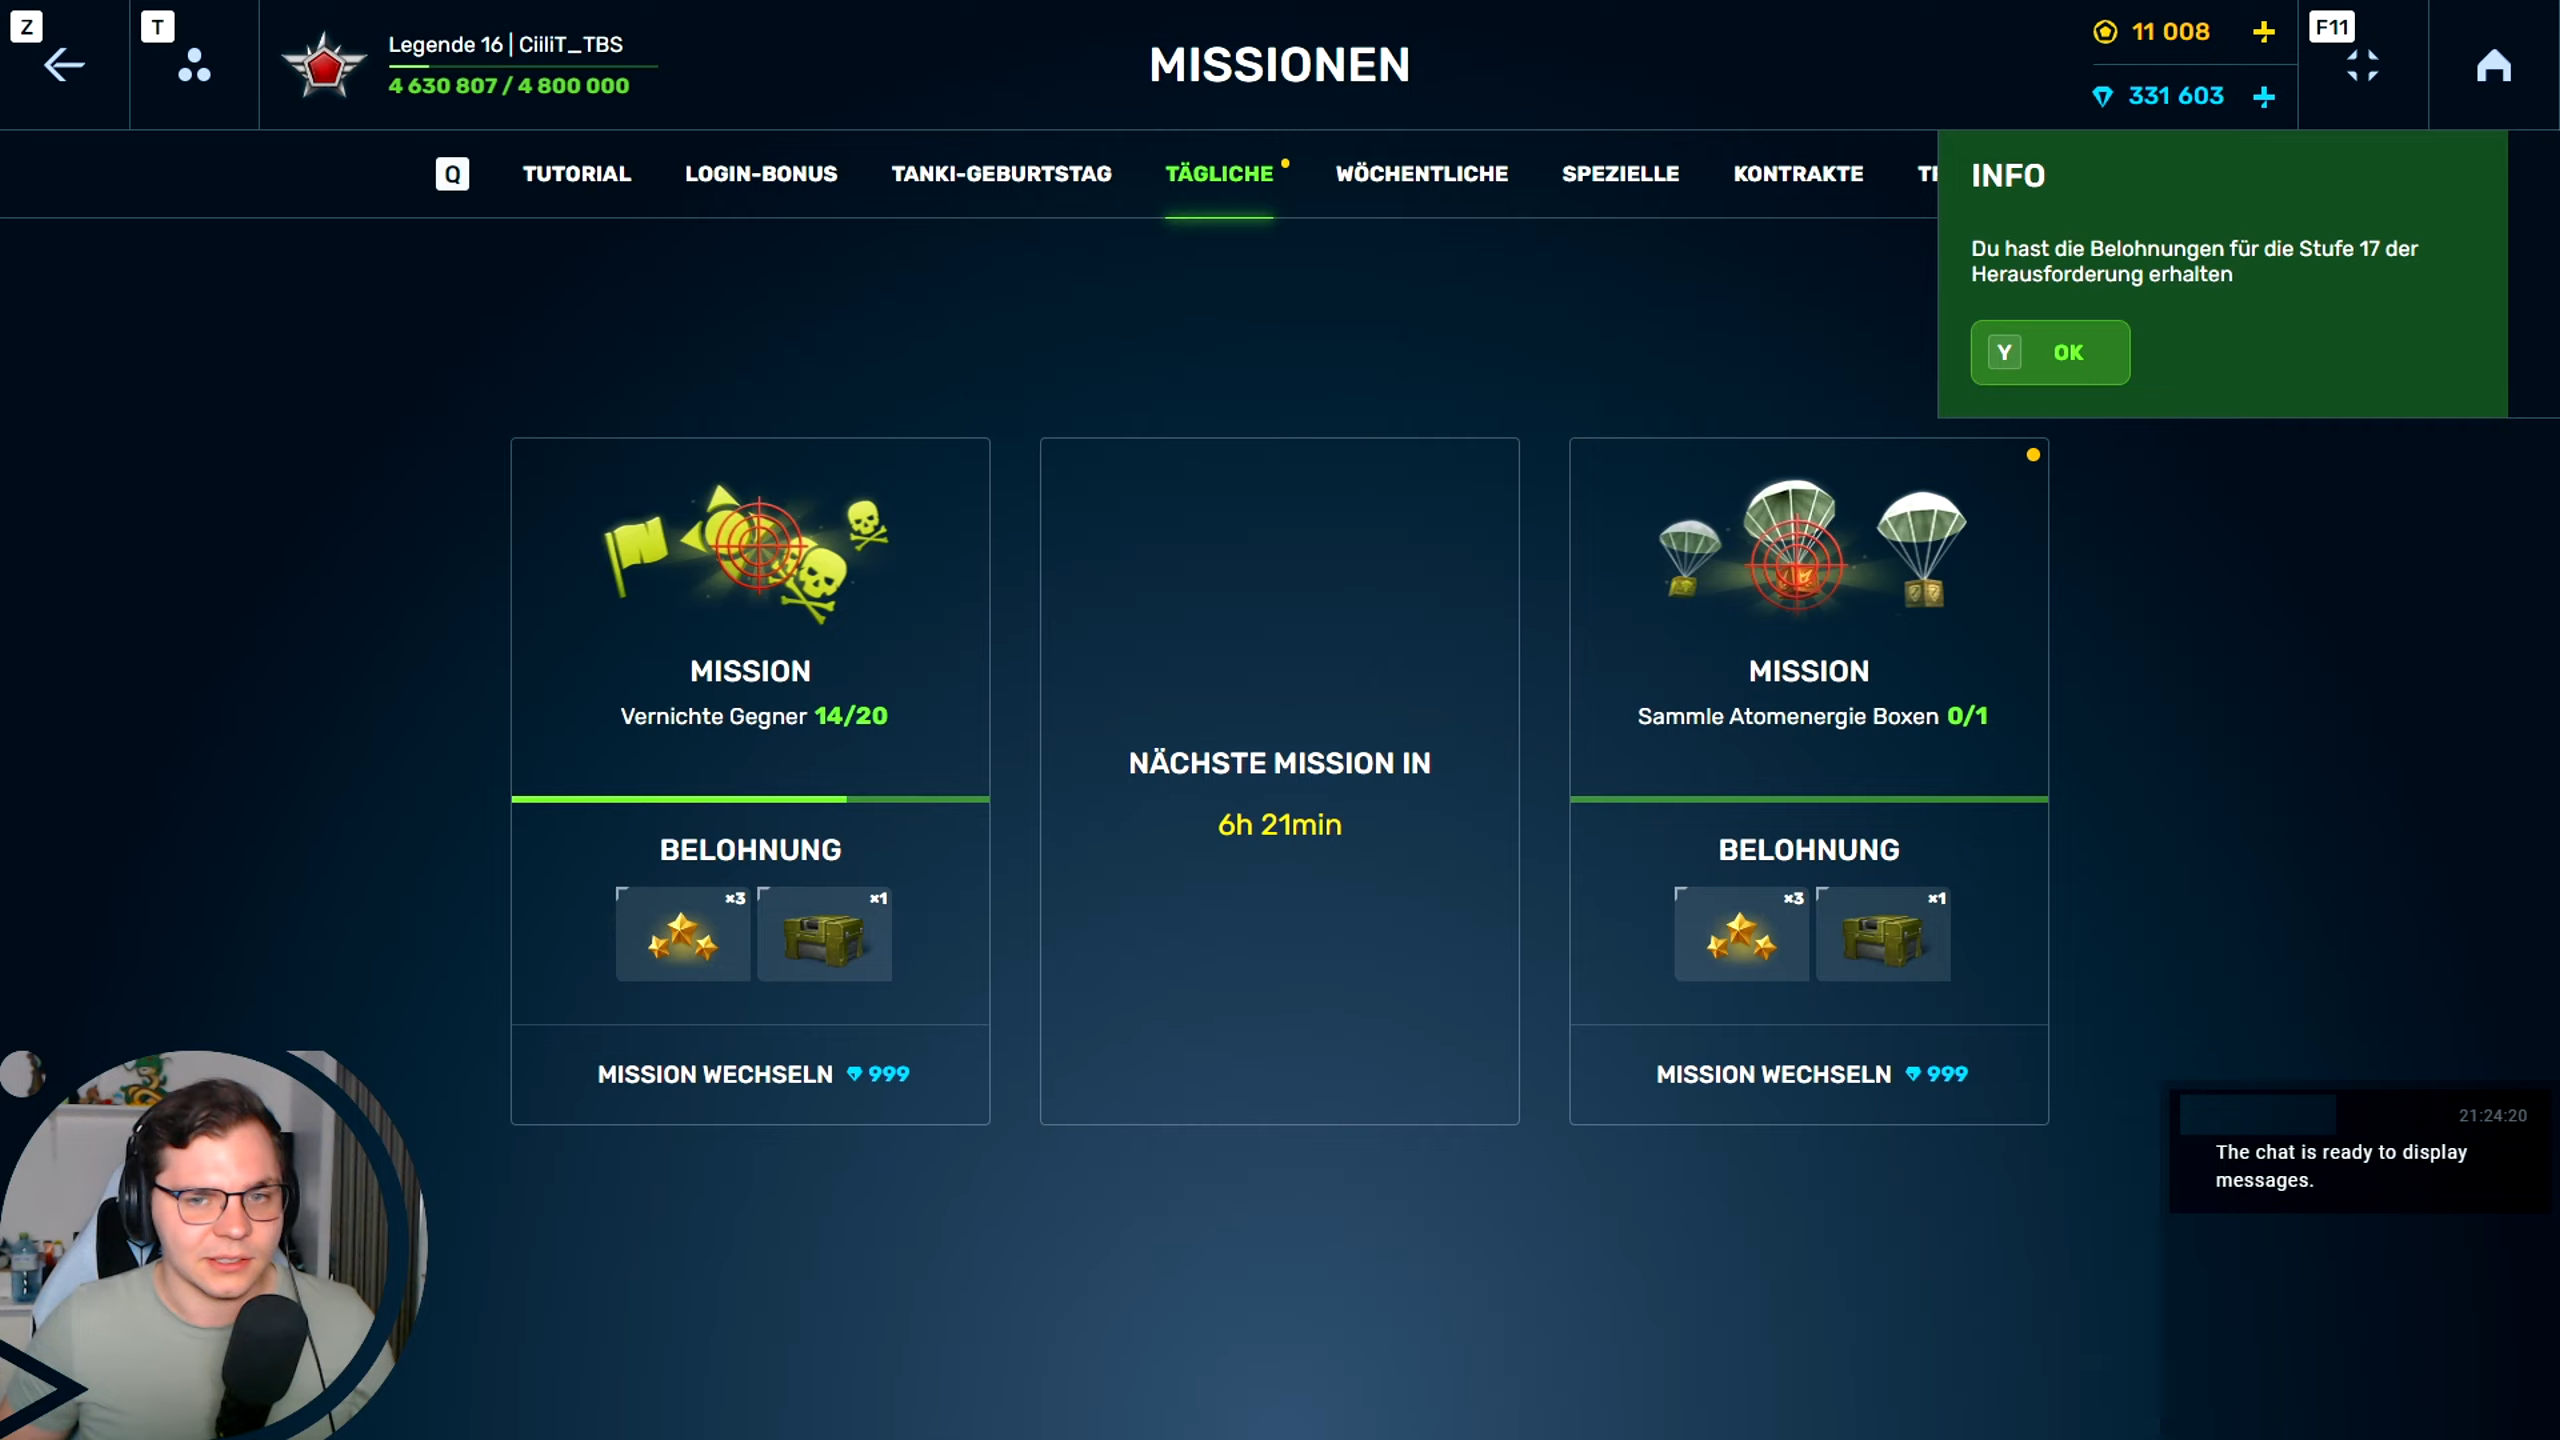 Z
T
Legende 16 | CiiliT_TBS
4 630 807 / 4 800 000
MISSIONEN
11 008
331 603
F11
Q
TUTORIAL
LOGIN-BONUS
TANKI-GEBURTSTAG
TÄGLICHE
WÖCHENTLICHE
SPEZIELLE
KONTRAKTE
INFO
Du hast die Belohnungen für die Stufe 17 der
Herausforderung erhalten
Y OK
MISSION
Vernichte Gegner 14/20
BELOHNUNG
×3
×1
MISSION WECHSELN 999
NÄCHSTE MISSION IN
6h 21min
MISSION
Sammle Atomenergie Boxen 0/1
BELOHNUNG
×3
×1
MISSION WECHSELN 999
21:24:20
The chat is ready to display
messages.